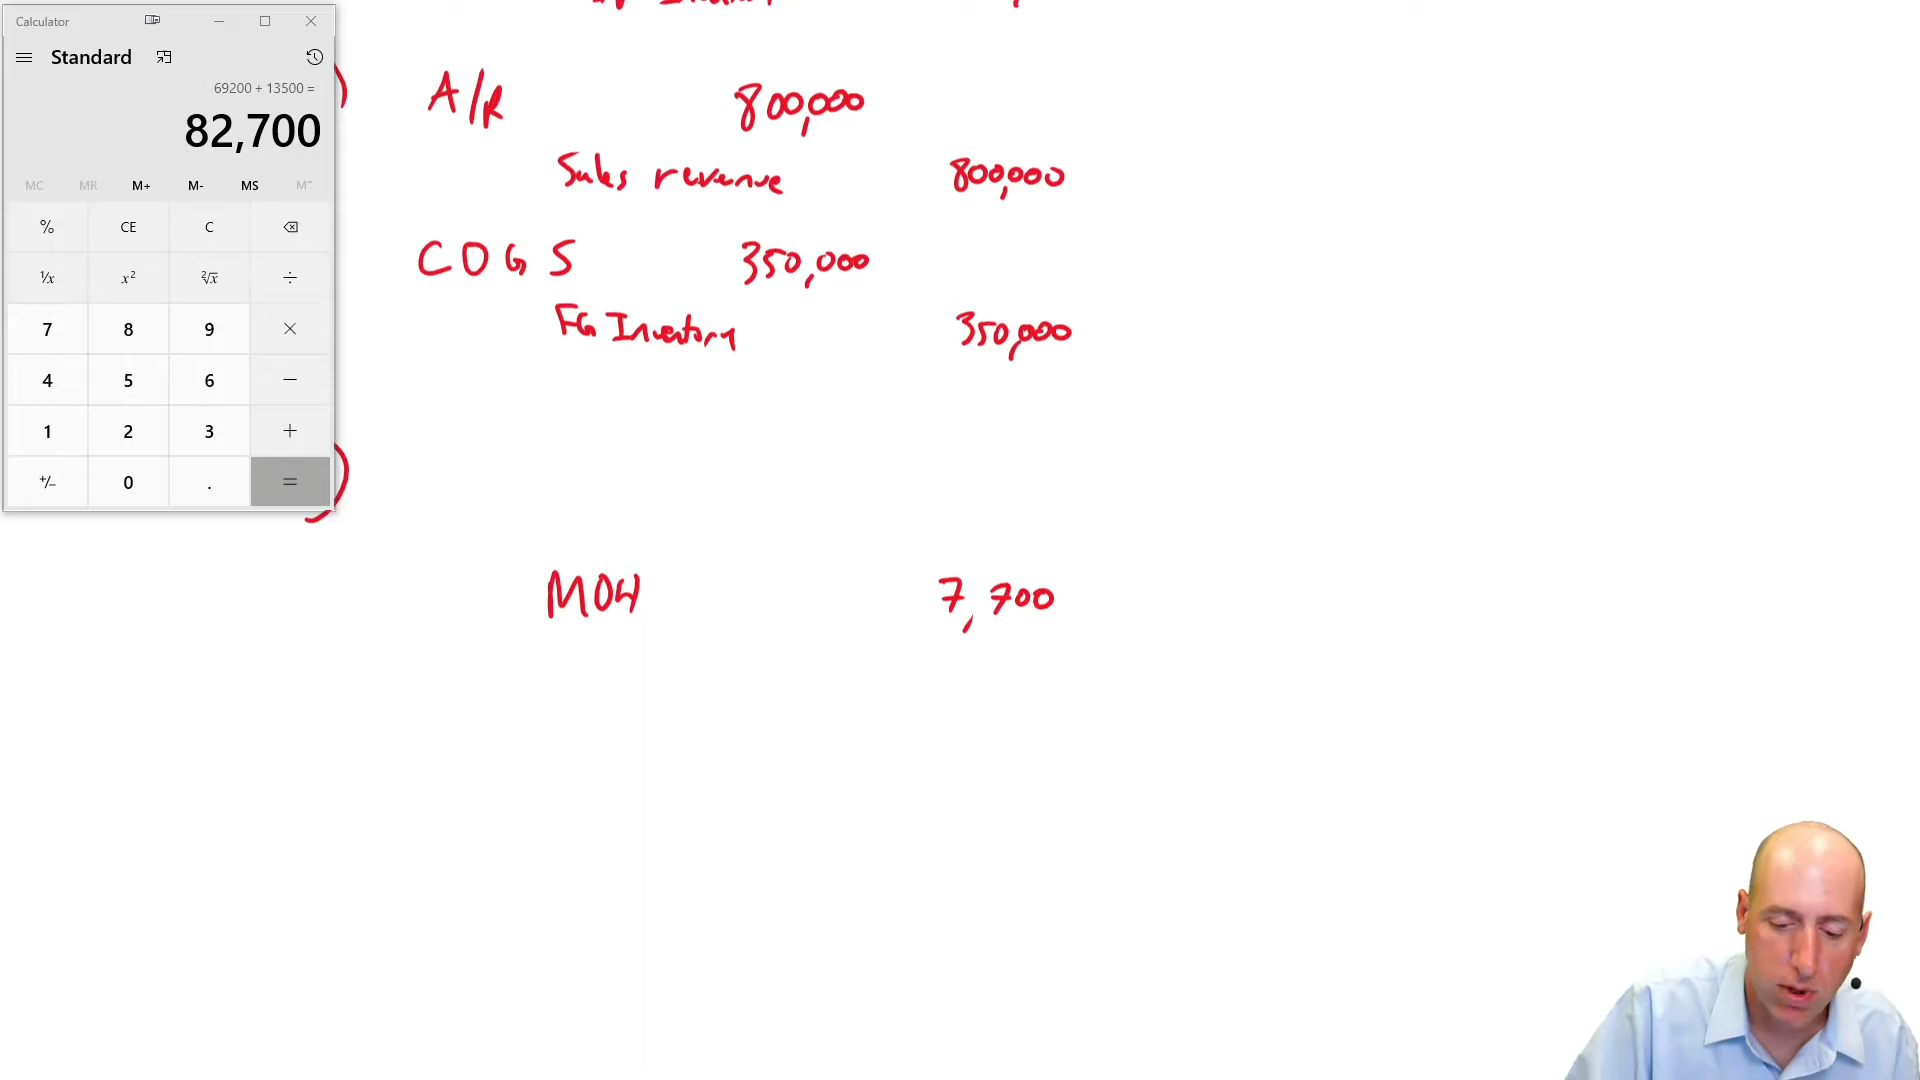 Calculator
Standard
69200 + 13500 =
82,700
MC MR M+ M- MS M˅
% CE C
¹/x x² ²√x ÷
7 8 9 ×
4 5 6 −
1 2 3 +
+/− 0 . =
A/R 800,000
Sales revenue 800,000
COGS 350,000
FG Inventory 350,000
MOH 7,700